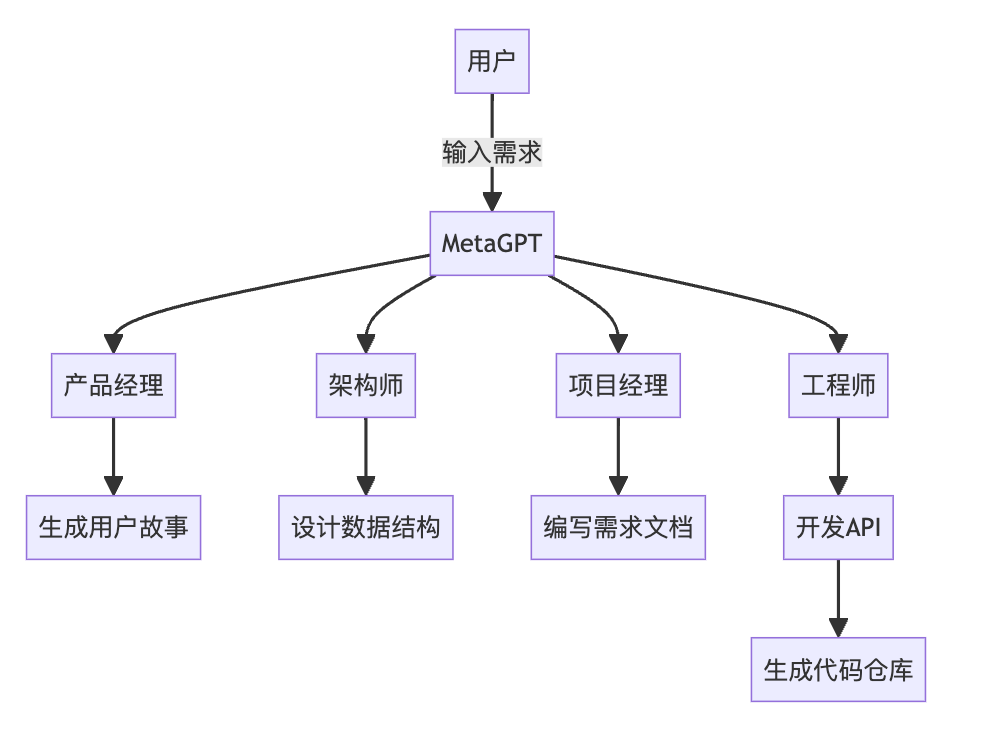 用户
输入需求
MetaGPT
产品经理
架构师
项目经理
工程师
生成用户故事
设计数据结构
编写需求文档
开发API
生成代码仓库